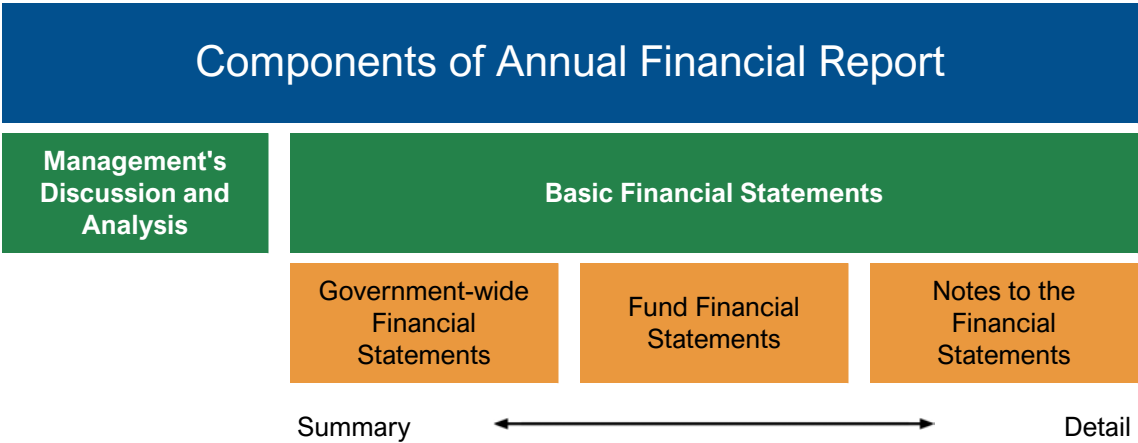 Components of Annual Financial Report
Management's
Discussion and
Analysis
Basic Financial Statements
Government-wide
Financial
Statements
Fund Financial
Statements
Notes to the
Financial
Statements
Summary
Detail